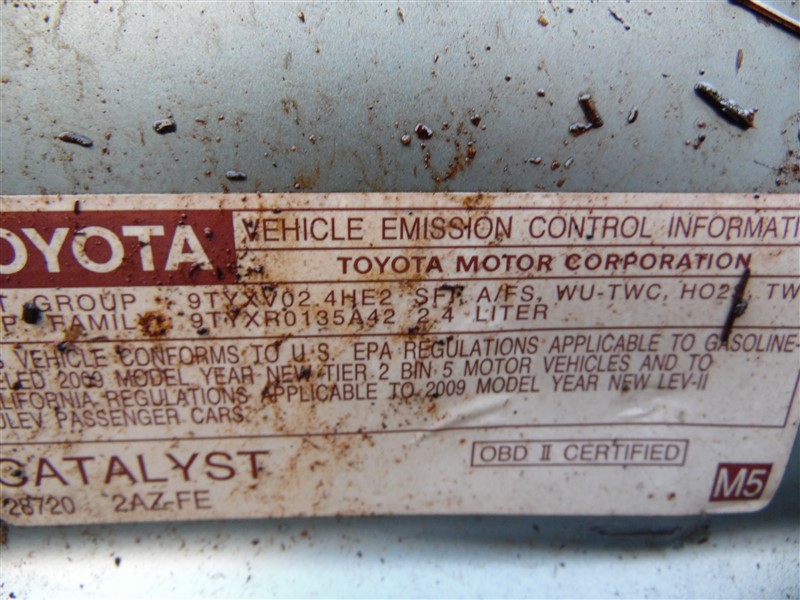 OYOTA
VEHICLE EMISSION CONTROL INFORMATI
TOYOTA MOTOR CORPORATION
T GROUP 9TYXV02.4HE2 SFI, A/FS, WU-TWC, HO2S, TW
P FAMILY 9TYXR0135A42 2.4 LITER
S VEHICLE CONFORMS TO U.S. EPA REGULATIONS APPLICABLE TO GASOLINE-
ELED 2009 MODEL YEAR NEW TIER 2 BIN 5 MOTOR VEHICLES AND TO
ALIFORNIA REGULATIONS APPLICABLE TO 2009 MODEL YEAR NEW LEV-II
ULEV PASSENGER CARS.
CATALYST
OBD II CERTIFIED
28720 2AZ-FE
M5